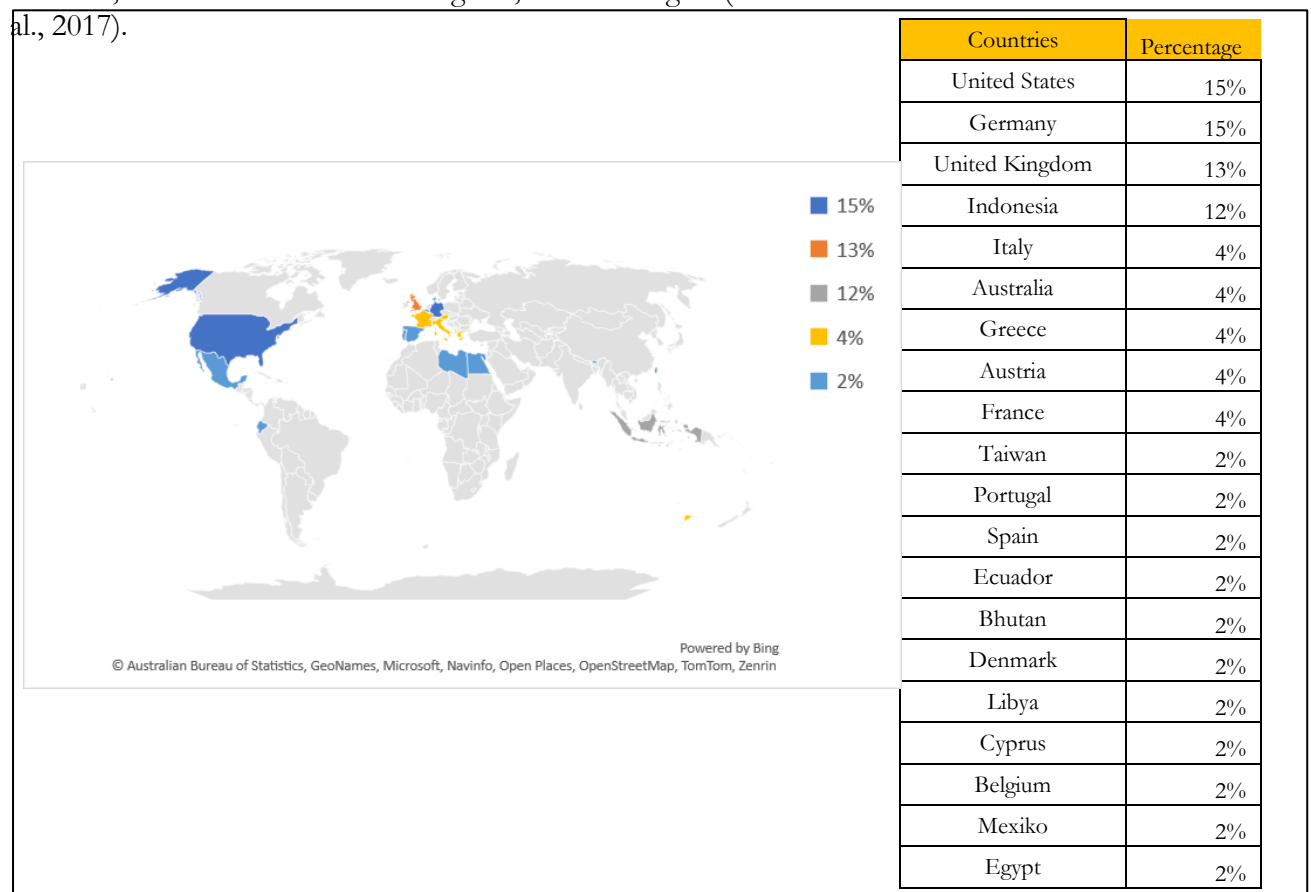 al., 2017).
Countries Percentage
United States 15%
Germany 15%
United Kingdom 13%
Indonesia 12%
Italy 4%
Australia 4%
Greece 4%
Austria 4%
France 4%
Taiwan 2%
Portugal 2%
Spain 2%
Ecuador 2%
Bhutan 2%
Denmark 2%
Libya 2%
Cyprus 2%
Belgium 2%
Mexiko 2%
Egypt 2%
15%
13%
12%
4%
2%
Powered by Bing
© Australian Bureau of Statistics, GeoNames, Microsoft, Navinfo, Open Places, OpenStreetMap, TomTom, Zenrin